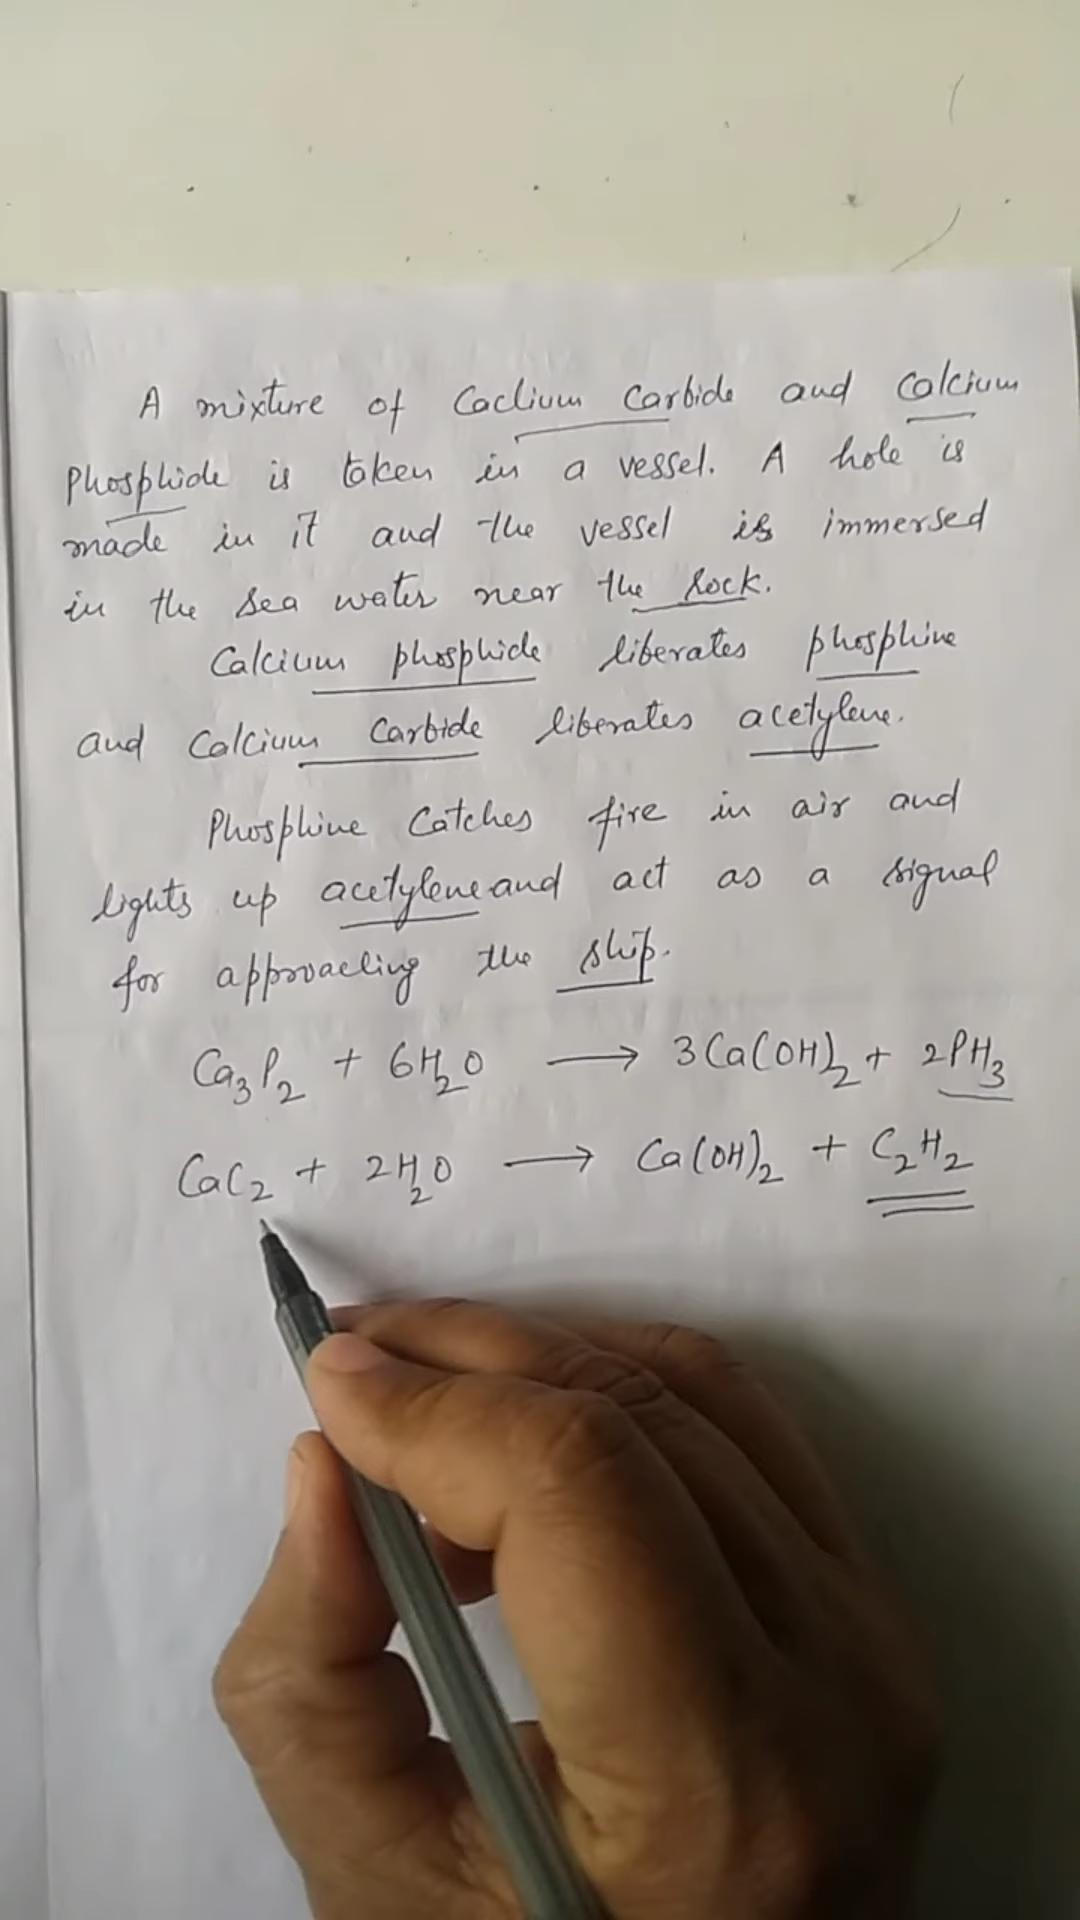 A mixture of Caclium Carbide and Calcium
Phosphide is taken in a vessel. A hole is
made in it and the vessel is immersed
in the sea water near the rock.
Calcium phosphide liberates phosphine
and Calcium Carbide liberates acetylene.
Phosphine Catches fire in air and
lights up acetylene and act as a signal
for approacling the ship.
Ca₃P₂ + 6H₂O ⟶ 3Ca(OH)₂ + 2PH₃
CaC₂ + 2H₂O ⟶ Ca(OH)₂ + C₂H₂